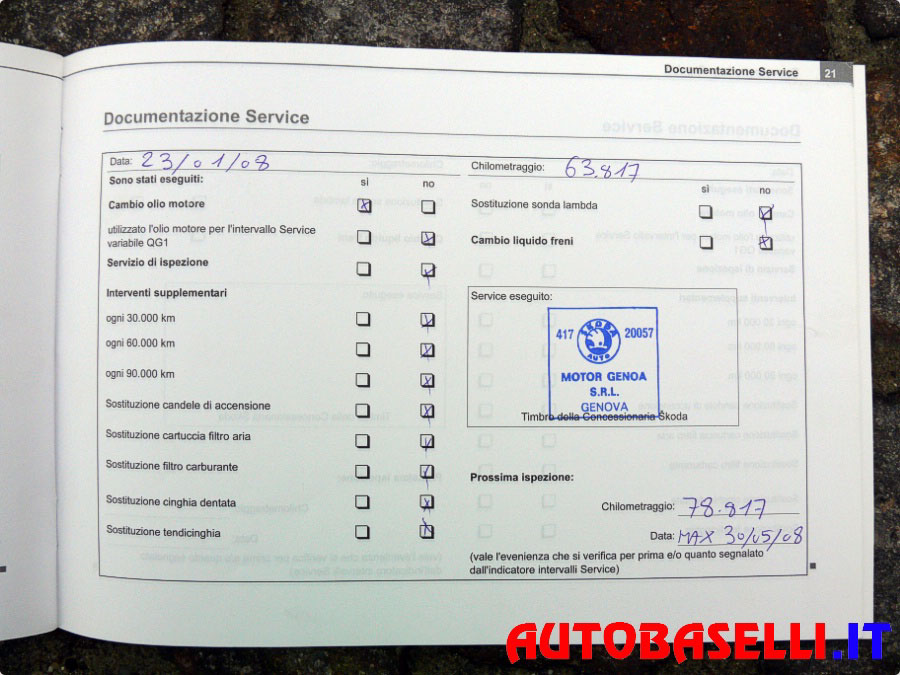 Documentazione Service 21
Documentazione Service
Data: 23/01/08
Sono stati eseguiti:
si no
Cambio olio motore
utilizzato l'olio motore per l'intervallo Service
variabile QG1
Servizio di ispezione
Interventi supplementari
ogni 30.000 km
ogni 60.000 km
ogni 90.000 km
Sostituzione candele di accensione
Sostituzione cartuccia filtro aria
Sostituzione filtro carburante
Sostituzione cinghia dentata
Sostituzione tendicinghia
Chilometraggio: 63.817
si no
Sostituzione sonda lambda
Cambio liquido freni
Service eseguito:
417 ŠKODA AUTO 20057
MOTOR GENOA
S.R.L.
GENOVA
Timbro della Concessionaria Škoda
Prossima ispezione:
Chilometraggio: 78.817
Data: MAX 30/05/08
(vale l'evenienza che si verifica per prima e/o quanto segnalato
dall'indicatore intervalli Service)
AUTOBASELLI.IT